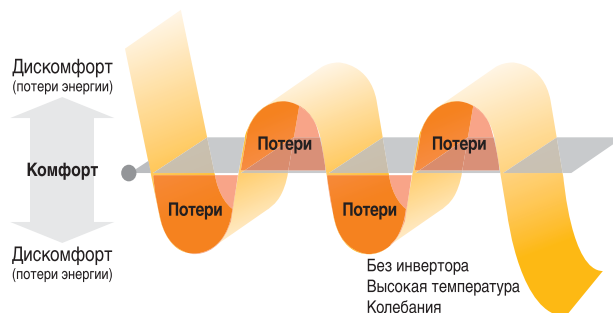 Дискомфорт
(потери энергии)
Комфорт
Дискомфорт
(потери энергии)
Потери
Потери
Потери
Потери
Без инвертора
Высокая температура
Колебания